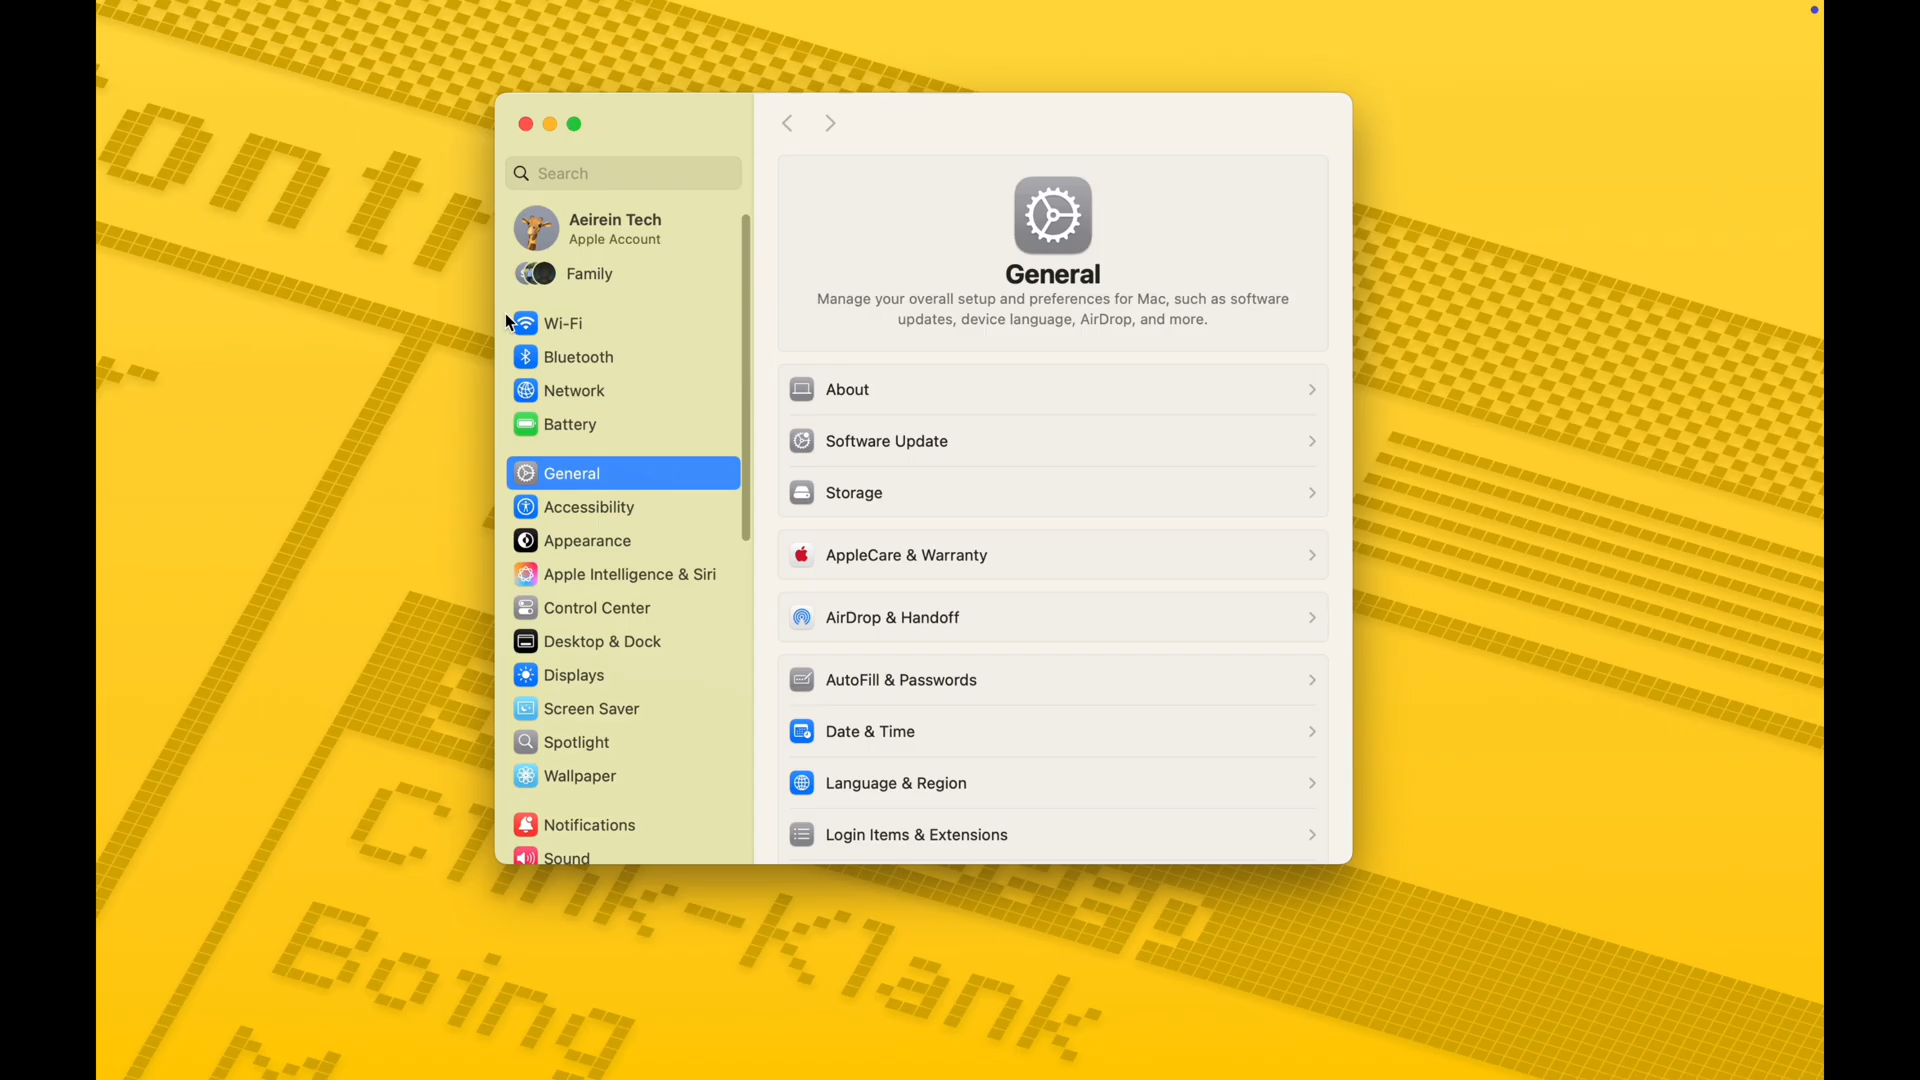 Search
Aeirein Tech
Apple Account
Family
Wi-Fi
Bluetooth
Network
Battery
General
Accessibility
Appearance
Apple Intelligence & Siri
Control Center
Desktop & Dock
Displays
Screen Saver
Spotlight
Wallpaper
Notifications
Sound
General
Manage your overall setup and preferences for Mac, such as software
updates, device language, AirDrop, and more.
About
Software Update
Storage
AppleCare & Warranty
AirDrop & Handoff
AutoFill & Passwords
Date & Time
Language & Region
Login Items & Extensions
Clink-Klank
Boing